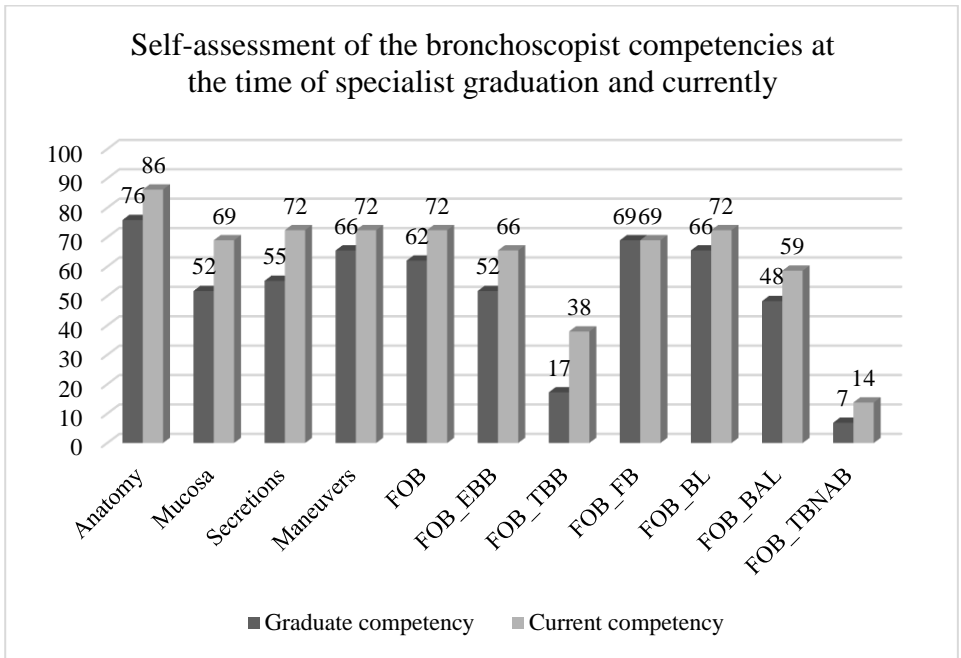 Self-assessment of the bronchoscopist competencies at
the time of specialist graduation and currently
100
90
80
70
60
50
40
30
20
10
0
76
86
52
69
55
72
66
72
62
72
52
66
17
38
69
69
66
72
48
59
7
14
Anatomy
Mucosa
Secretions
Maneuvers
FOB
FOB_EBB
FOB_TBB
FOB_FB
FOB_BL
FOB_BAL
FOB_TBNAB
Graduate competency
Current competency